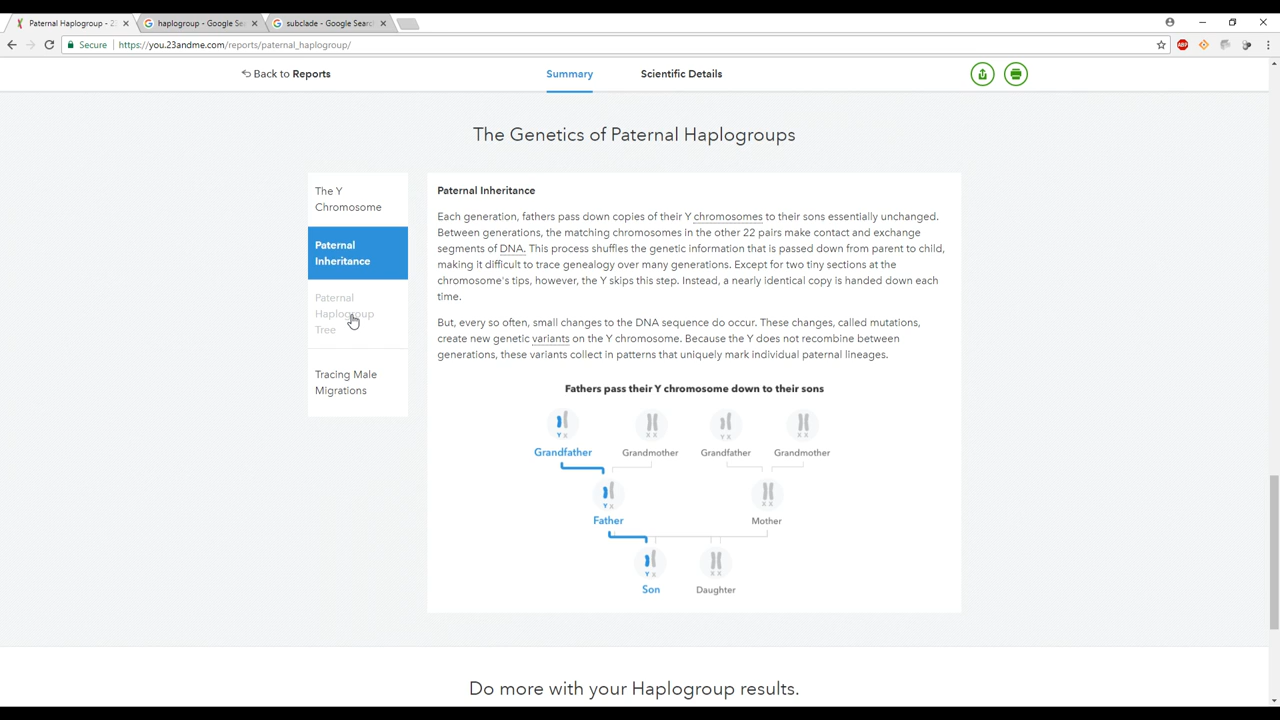 Paternal Haplogroup - 23
haplogroup - Google Sea
subclade - Google Search
Secure
https://you.23andme.com/reports/paternal_haplogroup/
ABP
Back to Reports
Summary
Scientific Details
The Genetics of Paternal Haplogroups
The Y
Chromosome
Paternal
Inheritance
Paternal
Haplogroup
Tree
Tracing Male
Migrations
Paternal Inheritance
Each generation, fathers pass down copies of their Y chromosomes to their sons essentially unchanged.
Between generations, the matching chromosomes in the other 22 pairs make contact and exchange
segments of DNA. This process shuffles the genetic information that is passed down from parent to child,
making it difficult to trace genealogy over many generations. Except for two tiny sections at the
chromosome's tips, however, the Y skips this step. Instead, a nearly identical copy is handed down each
time.
But, every so often, small changes to the DNA sequence do occur. These changes, called mutations,
create new genetic variants on the Y chromosome. Because the Y does not recombine between
generations, these variants collect in patterns that uniquely mark individual paternal lineages.
Fathers pass their Y chromosome down to their sons
Y X
X X
Y X
X X
Grandfather
Grandmother
Grandfather
Grandmother
Y X
X X
Father
Mother
Y X
X X
Son
Daughter
Do more with your Haplogroup results.